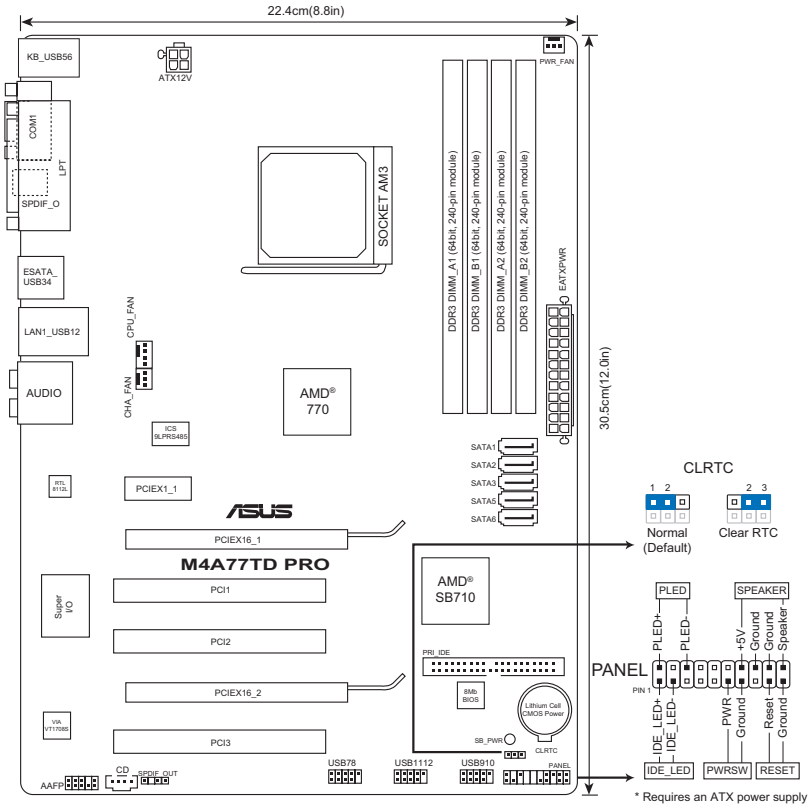 22.4cm(8.8in)
KB_USB56
ATX12V
PWR_FAN
COM1
LPT
SPDIF_O
SOCKET AM3
DDR3 DIMM_A1 (64bit, 240-pin module)
DDR3 DIMM_B1 (64bit, 240-pin module)
DDR3 DIMM_A2 (64bit, 240-pin module)
DDR3 DIMM_B2 (64bit, 240-pin module)
EATXPWR
30.5cm(12.0in)
ESATA_
USB34
LAN1_USB12
CPU_FAN
CHA_FAN
AUDIO
AMD®
770
ICS
9LPRS485
SATA1
SATA2
SATA3
SATA5
SATA6
RTL
8112L
PCIEX1_1
ASUS
PCIEX16_1
M4A77TD PRO
CLRTC
1 2
2 3
Normal
(Default)
Clear RTC
Super
I/O
PCI1
AMD®
SB710
PCI2
PRI_IDE
PCIEX16_2
8Mb
BIOS
Lithium Cell
CMOS Power
VIA
VT1708S
PCI3
SB_PWR
CLRTC
AAFP
CD
SPDIF_OUT
USB78
USB1112
USB910
PANEL
PLED
SPEAKER
PLED+
PLED-
+5V
Ground
Ground
Speaker
PANEL
PIN 1
IDE_LED+
IDE_LED-
PWR
Ground
Reset
Ground
IDE_LED
PWRSW
RESET
* Requires an ATX power supply